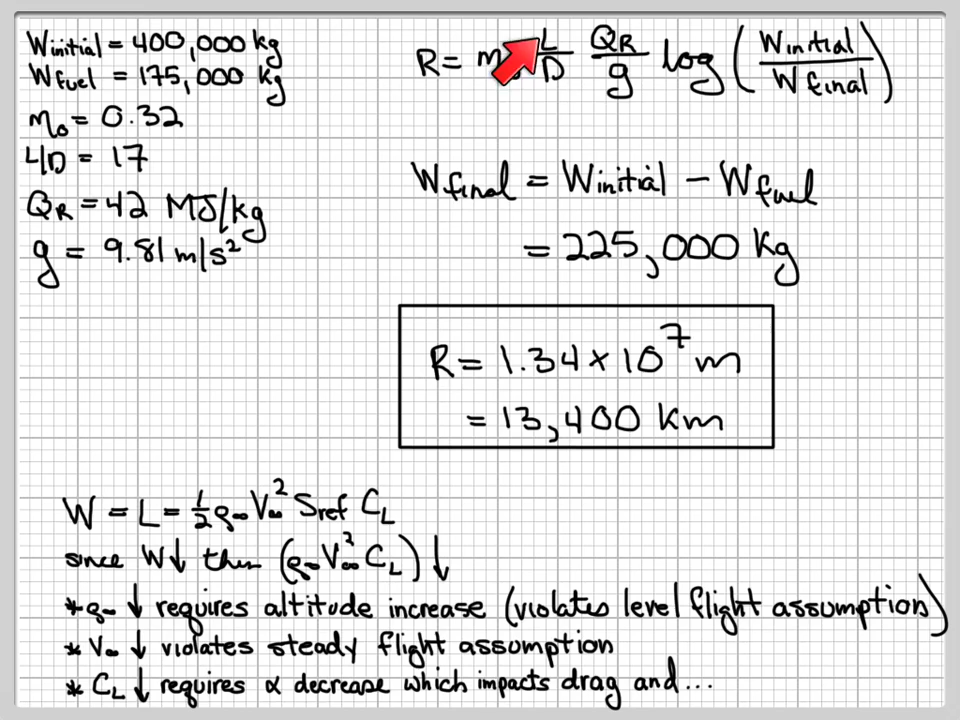 Winitial = 400,000 kg
Wfuel = 175,000 kg
ηo = 0.32
L/D = 17
QR = 42 MJ/kg
g = 9.81 m/s²
R = L/D QR/g log (Winitial/Wfinal)
Wfinal = Winitial − Wfuel
= 225,000 kg
R = 1.34 × 10⁷ m
= 13,400 km
W = L = ½ρ∞V∞² Sref CL
since W↓ then (ρ∞V∞² CL) ↓
*ρ∞ ↓ requires altitude increase (violates level flight assumption)
* V∞ ↓ violates steady flight assumption
* CL ↓ requires α decrease which impacts drag and...